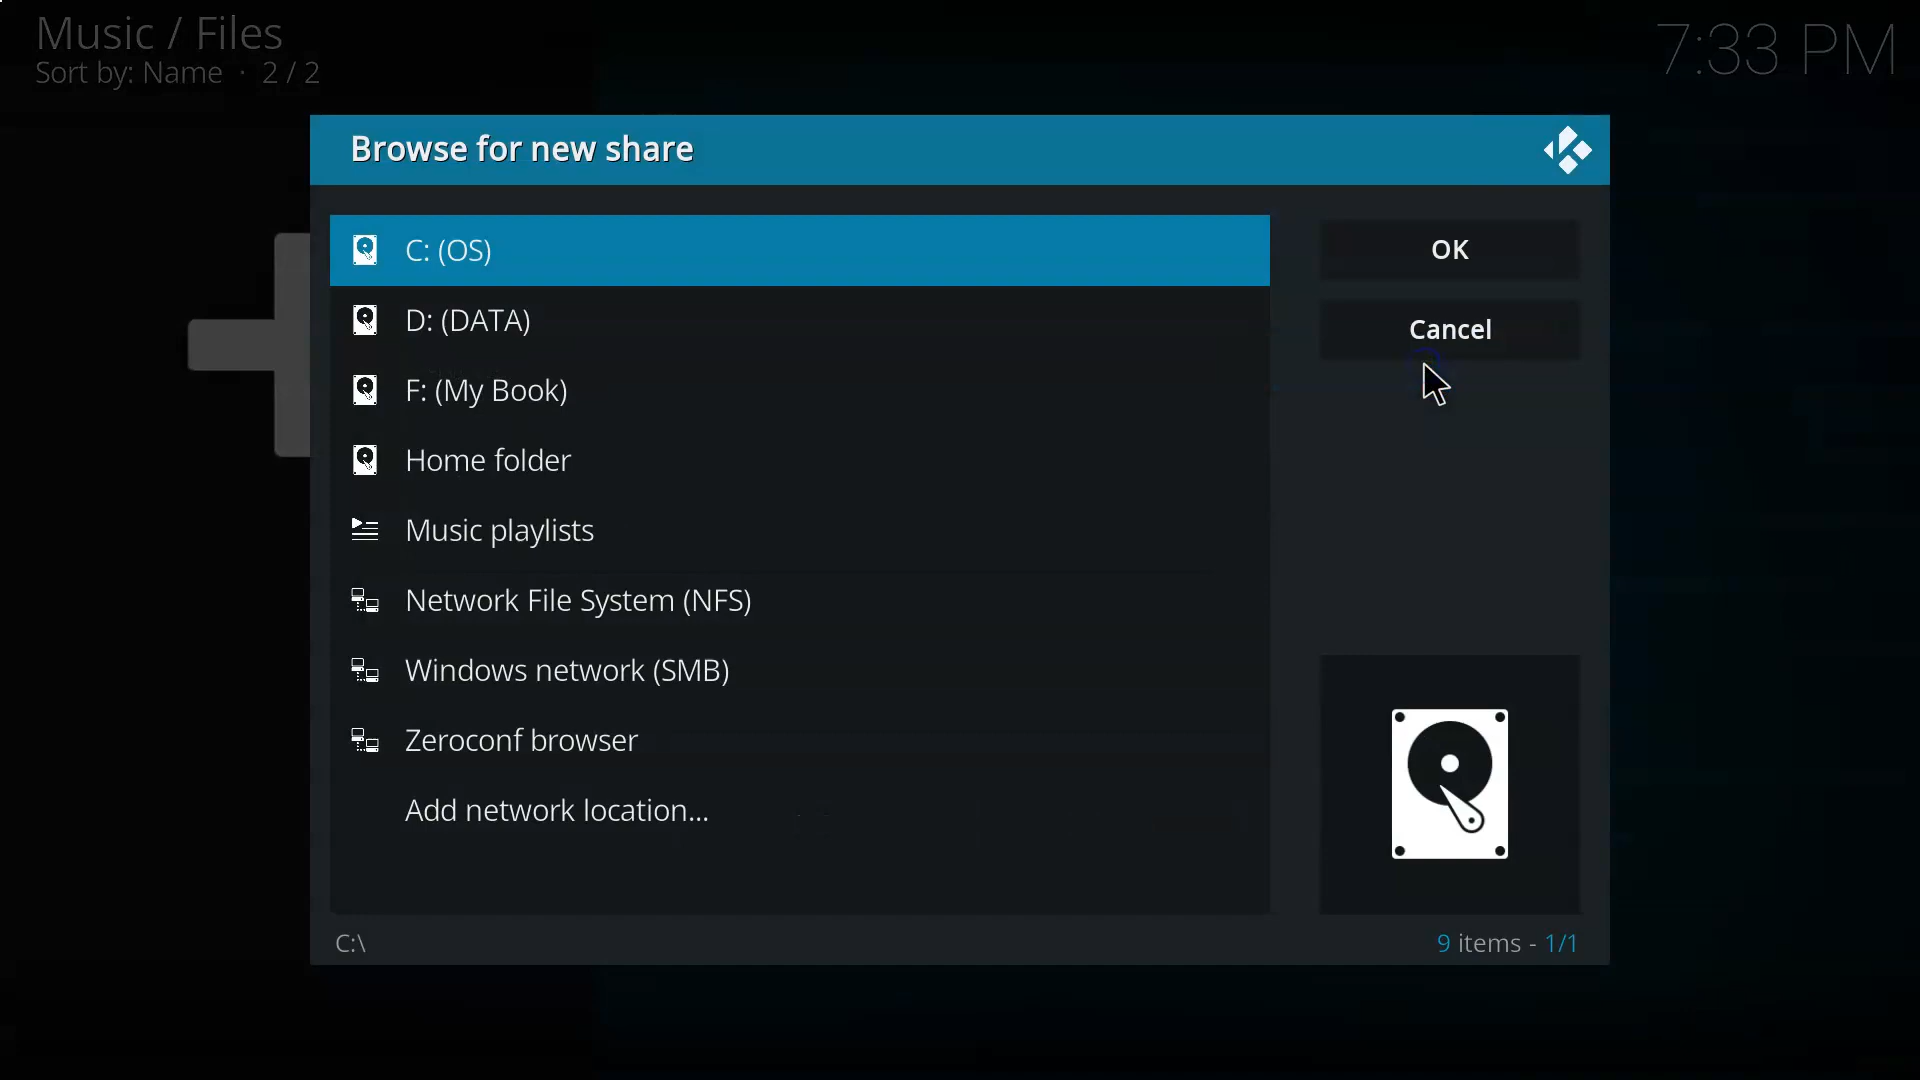 Music / Files
Sort by: Name · 2 / 2
7:33 PM
Browse for new share
C: (OS)
D: (DATA)
F: (My Book)
Home folder
Music playlists
Network File System (NFS)
Windows network (SMB)
Zeroconf browser
Add network location...
OK
Cancel
C:\
9 items - 1/1